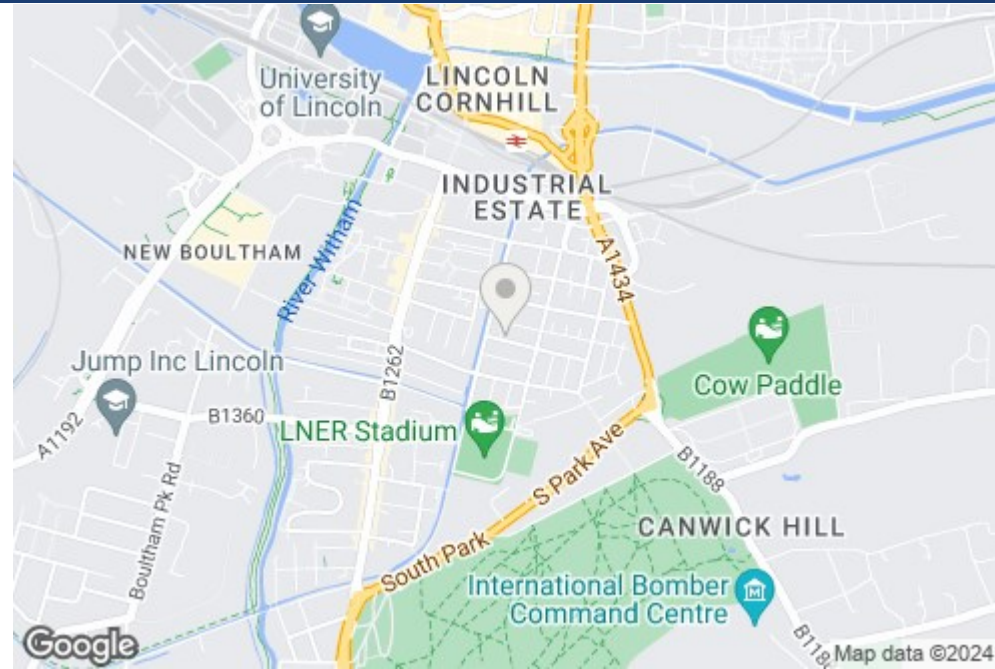 University
of Lincoln
LINCOLN
CORNHILL
INDUSTRIAL
ESTATE
NEW BOULTHAM
River Witham
A1434
Jump Inc Lincoln
B1262
Cow Paddle
A1192
B1360
LNER Stadium
S Park Ave
B1188
Boultham Pk Rd
CANWICK HILL
South Park
International Bomber
Command Centre
Google
Map data ©2024